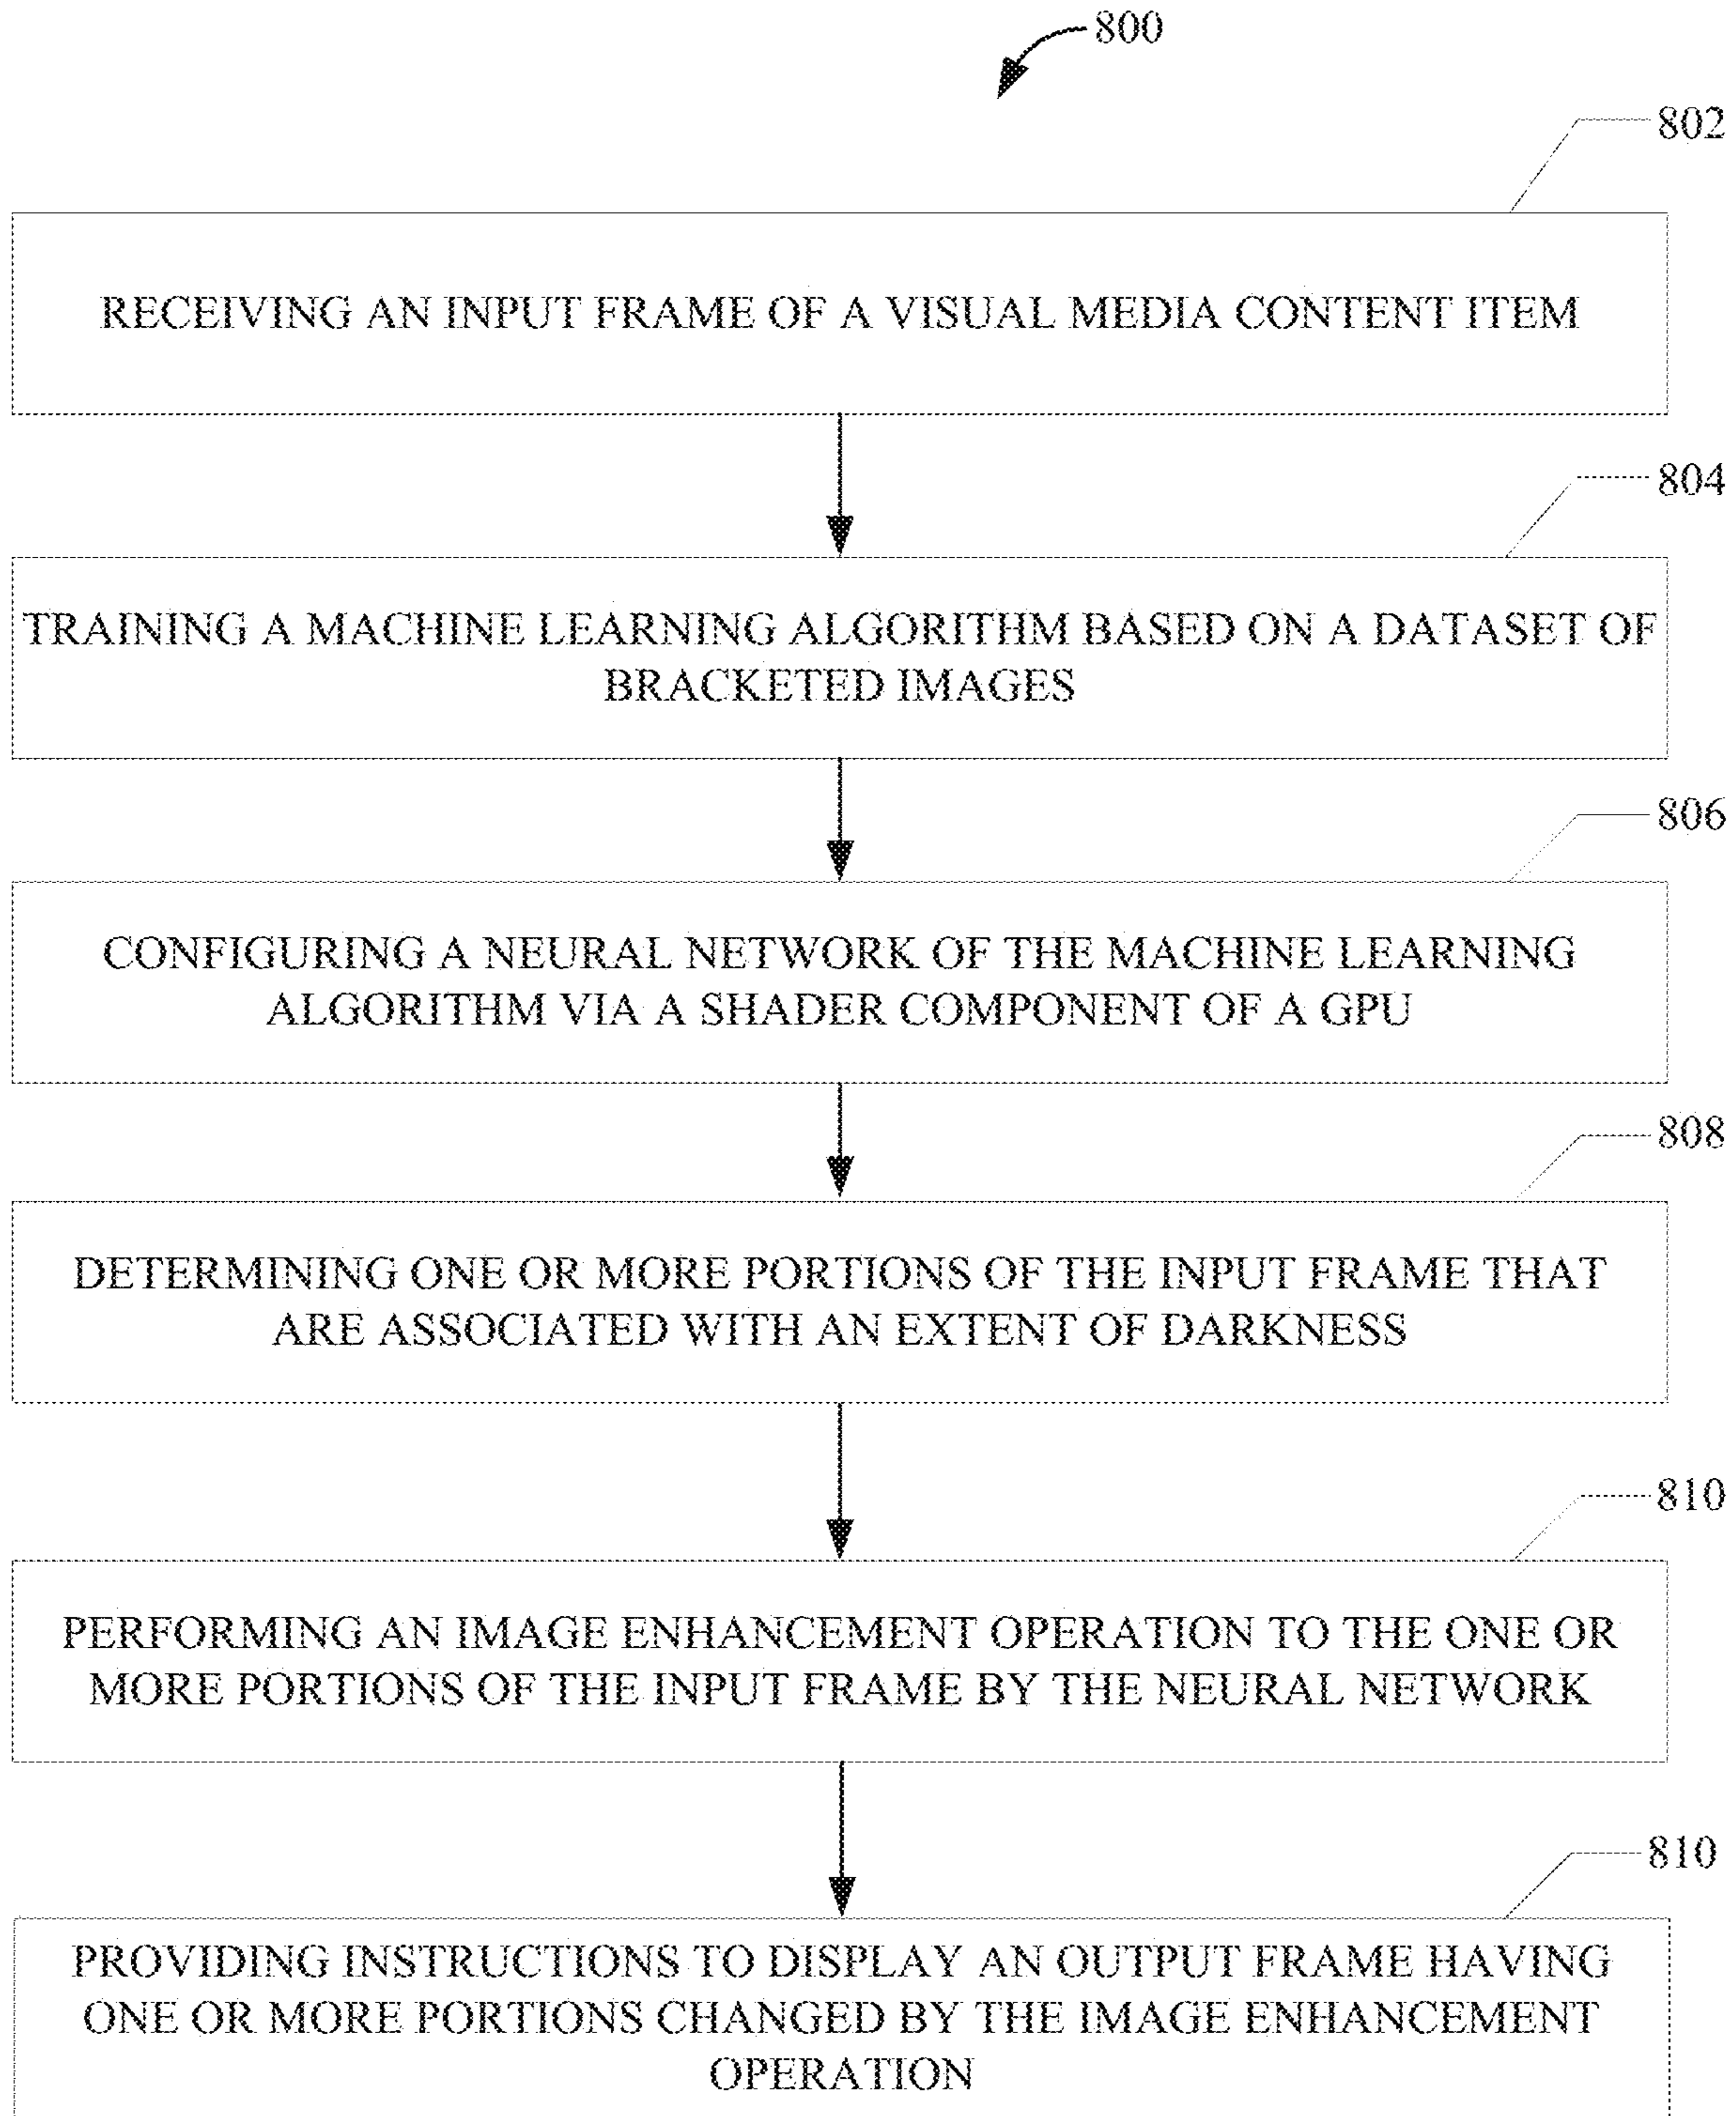 800
802
RECEIVING AN INPUT FRAME OF A VISUAL MEDIA CONTENT ITEM
804
TRAINING A MACHINE LEARNING ALGORITHM BASED ON A DATASET OF
BRACKETED IMAGES
806
CONFIGURING A NEURAL NETWORK OF THE MACHINE LEARNING
ALGORITHM VIA A SHADER COMPONENT OF A GPU
808
DETERMINING ONE OR MORE PORTIONS OF THE INPUT FRAME THAT
ARE ASSOCIATED WITH AN EXTENT OF DARKNESS
810
PERFORMING AN IMAGE ENHANCEMENT OPERATION TO THE ONE OR
MORE PORTIONS OF THE INPUT FRAME BY THE NEURAL NETWORK
810
PROVIDING INSTRUCTIONS TO DISPLAY AN OUTPUT FRAME HAVING
ONE OR MORE PORTIONS CHANGED BY THE IMAGE ENHANCEMENT
OPERATION